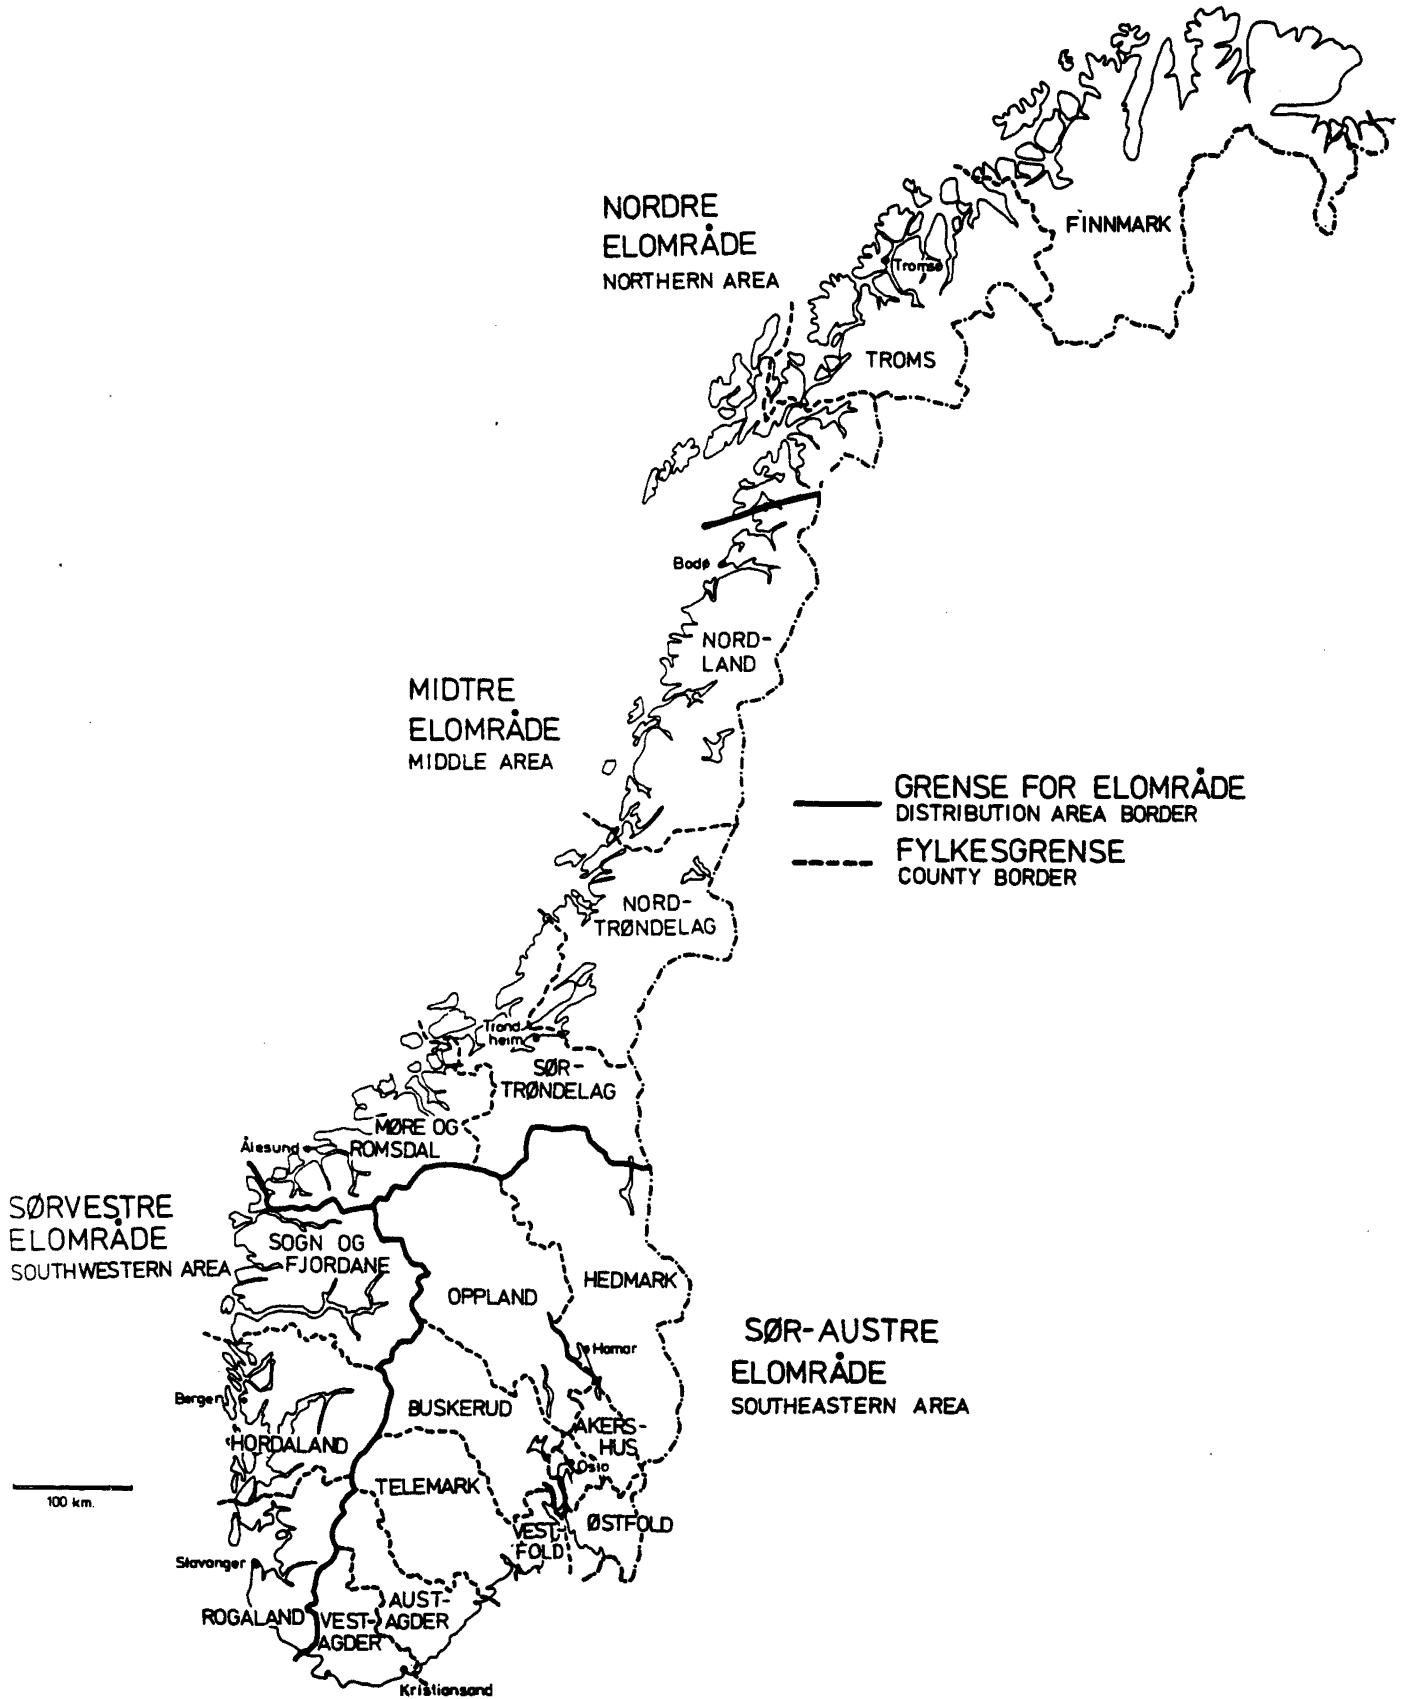 NORDRE
ELOMRÅDE
NORTHERN AREA
FINNMARK
Tromsø
TROMS
Bodø
NORD-
LAND
MIDTRE
ELOMRÅDE
MIDDLE AREA
GRENSE FOR ELOMRÅDE
DISTRIBUTION AREA BORDER
FYLKESGRENSE
COUNTY BORDER
NORD-
TRØNDELAG
Trond
heim
SØR-
TRØNDELAG
MØRE OG
ROMSDAL
Ålesund
SØRVESTRE
ELOMRÅDE
SOUTHWESTERN AREA
SOGN OG
FJORDANE
HEDMARK
OPPLAND
SØR-AUSTRE
ELOMRÅDE
SOUTHEASTERN AREA
Hamar
Bergen
BUSKERUD
AKERS-
HUS
HORDALAND
Oslo
TELEMARK
100 km.
ØSTFOLD
VEST-
FOLD
Stavanger
ROGALAND
VEST-
AGDER
AUST-
AGDER
Kristiansand